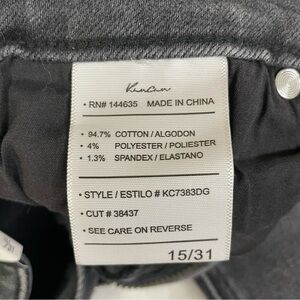 KanCan
• RN# 144635 MADE IN CHINA
• 94.7% COTTON / ALGODON
• 4% POLYESTER / POLIESTER
• 1.3% SPANDEX / ELASTANO
• STYLE / ESTILO # KC7383DG
• CUT # 38437
• SEE CARE ON REVERSE
15/31